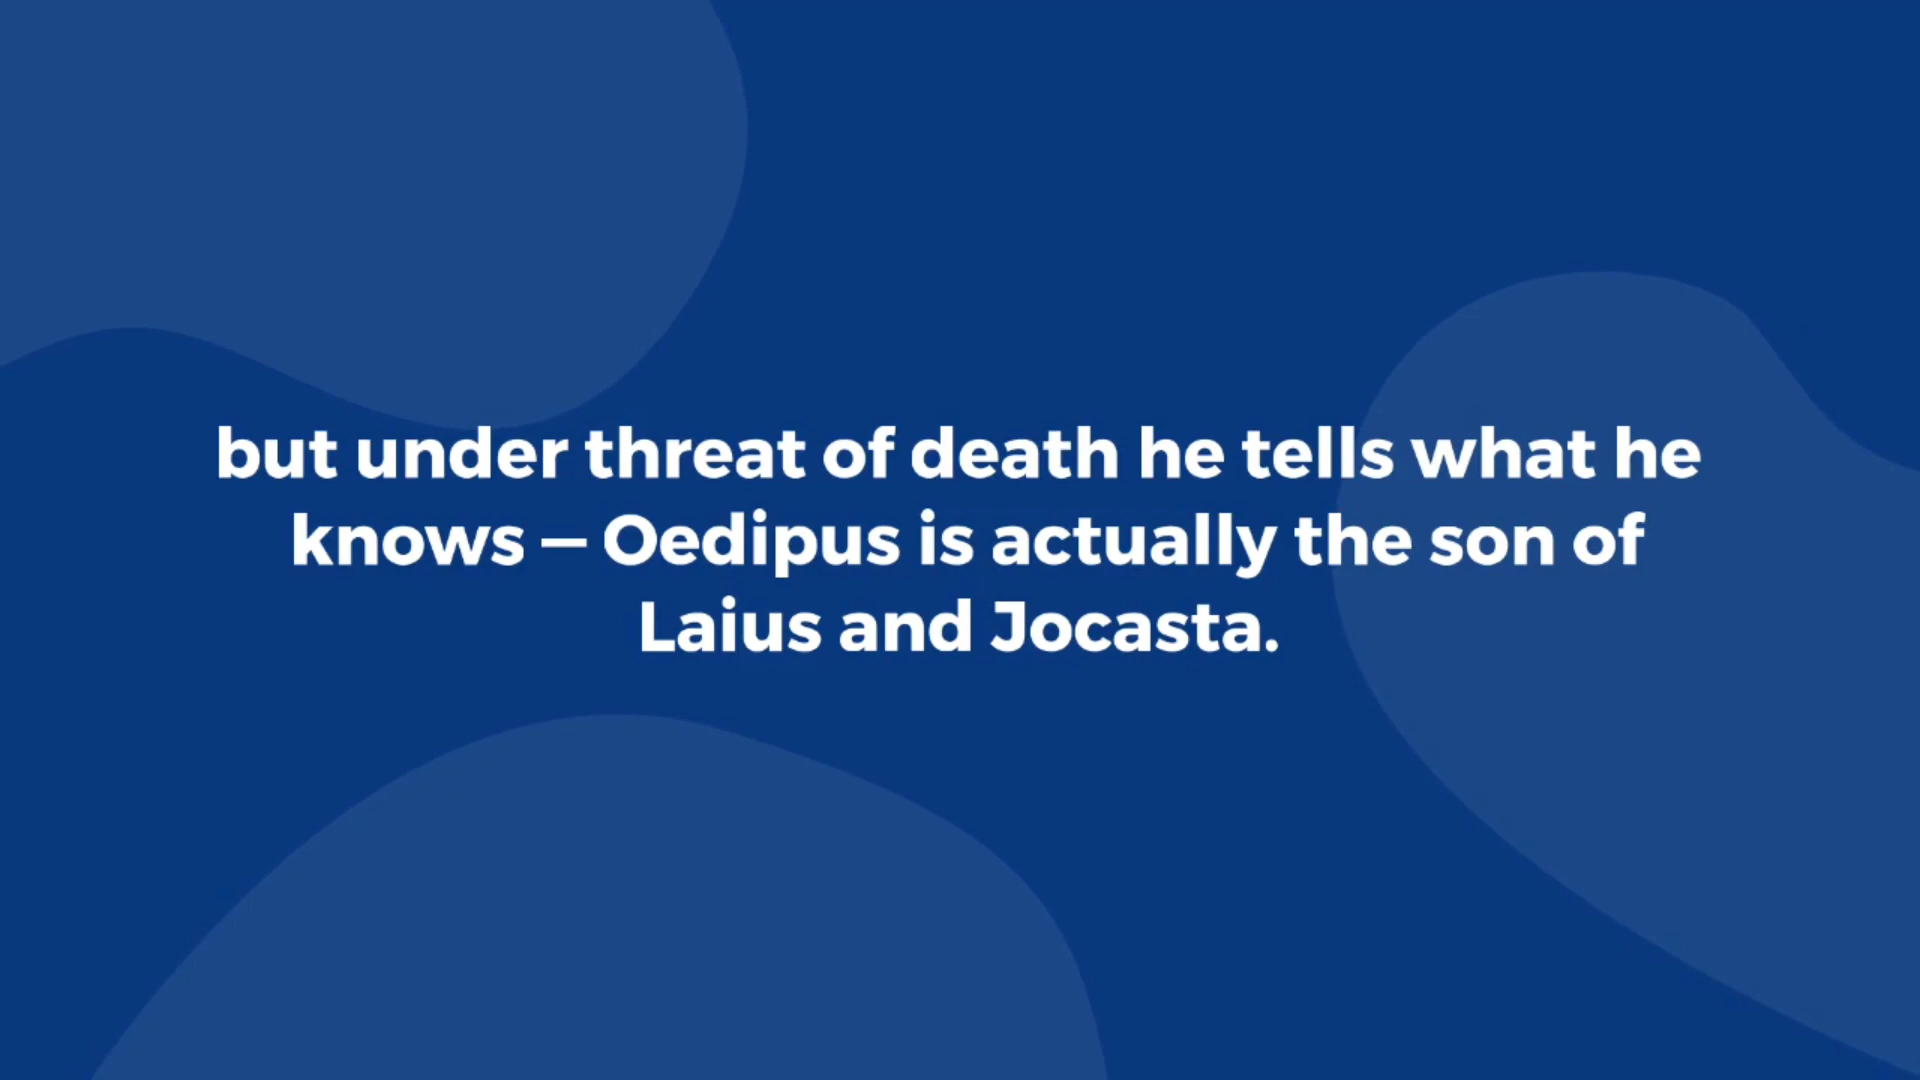 but under threat of death he tells what he
knows — Oedipus is actually the son of
Laius and Jocasta.